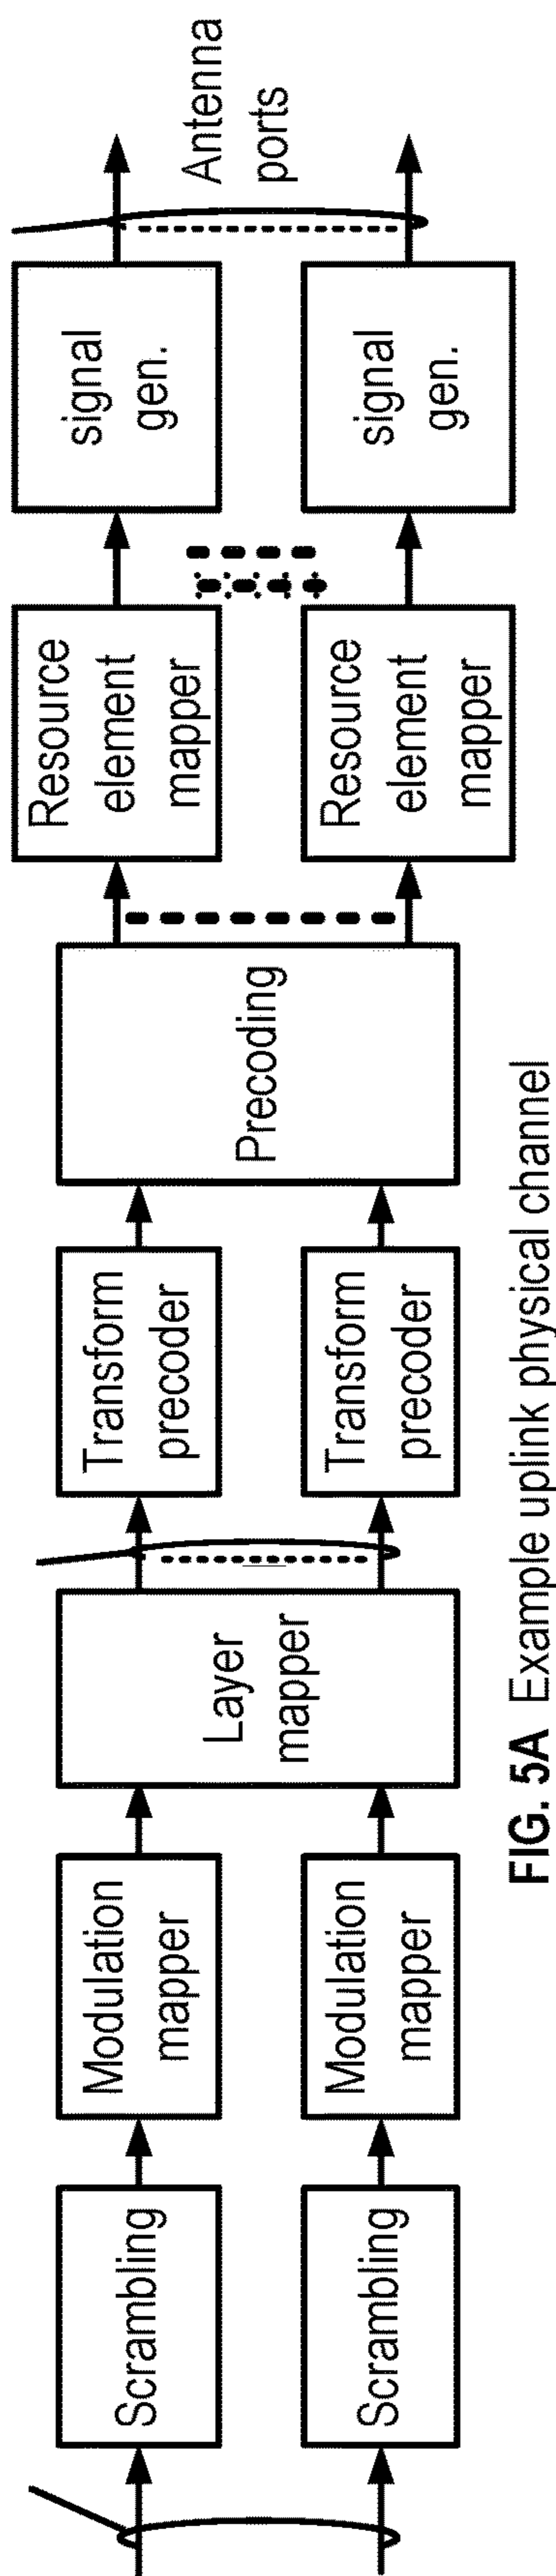 Scrambling
Scrambling
Modulation
mapper
Modulation
mapper
Layer
mapper
Transform
precoder
Transform
precoder
Precoding
Resource
element
mapper
Resource
element
mapper
signal
gen.
signal
gen.
Antenna
ports
FIG. 5A Example uplink physical channel